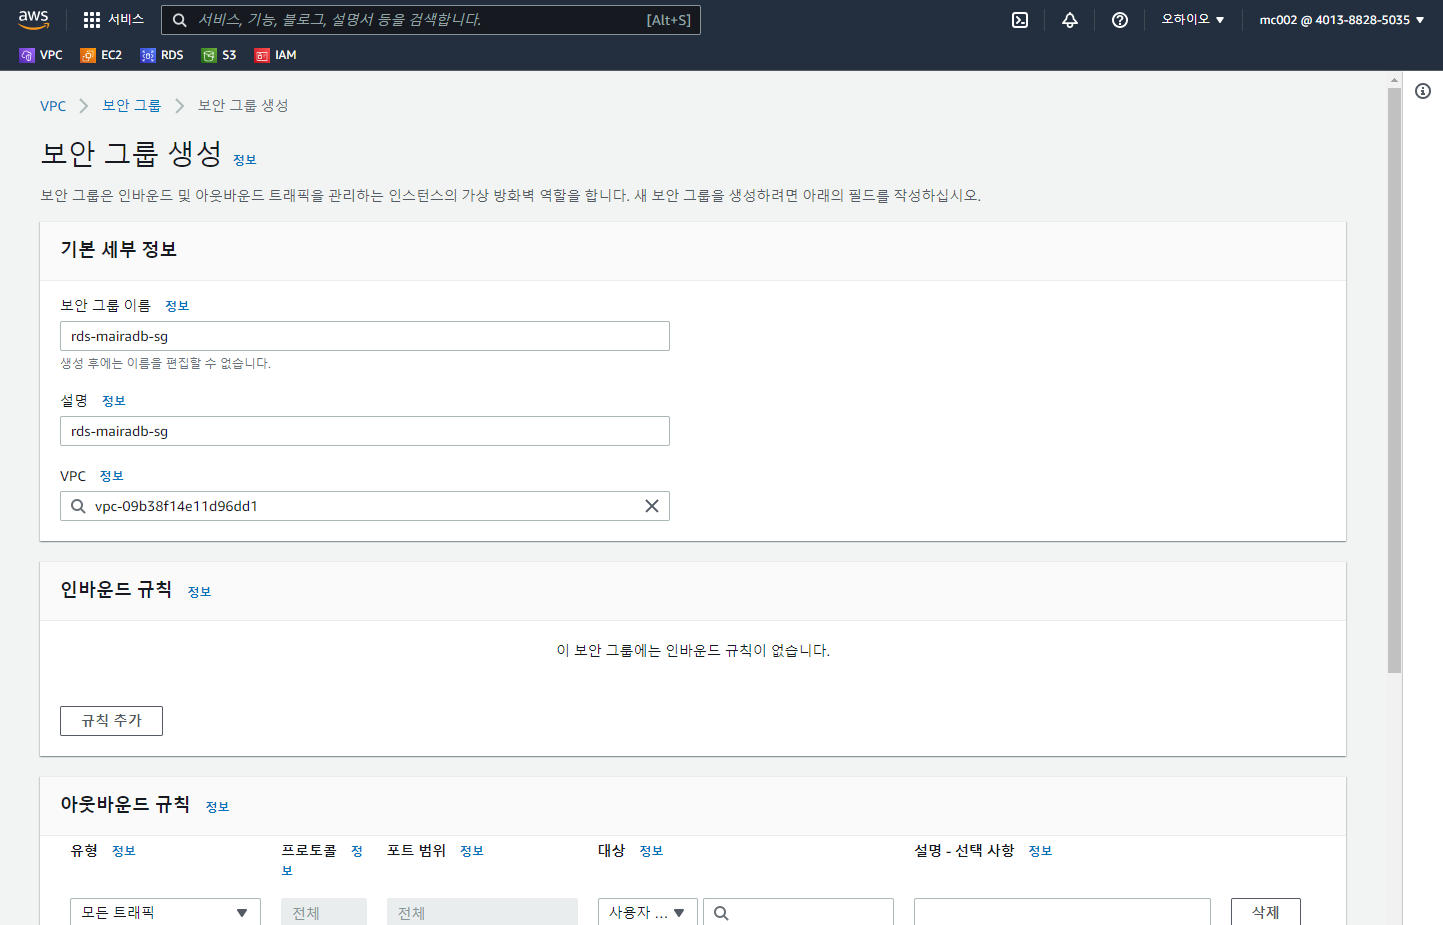 aws 서비스 서비스, 기능, 블로그, 설명서 등을 검색합니다. [Alt+S] 오하이오 ▼ mc002 @ 4013-8828-5035 ▼
VPC EC2 RDS S3 IAM
VPC > 보안 그룹 > 보안 그룹 생성
보안 그룹 생성 정보
보안 그룹은 인바운드 및 아웃바운드 트래픽을 관리하는 인스턴스의 가상 방화벽 역할을 합니다. 새 보안 그룹을 생성하려면 아래의 필드를 작성하십시오.
기본 세부 정보
보안 그룹 이름 정보
rds-mairadb-sg
생성 후에는 이름을 편집할 수 없습니다.
설명 정보
rds-mairadb-sg
VPC 정보
vpc-09b38f14e11d96dd1
인바운드 규칙 정보
이 보안 그룹에는 인바운드 규칙이 없습니다.
규칙 추가
아웃바운드 규칙 정보
유형 정보 프로토콜 정 포트 범위 정보 대상 정보 설명 - 선택 사항 정보
보
모든 트래픽 ▼ 전체 전체 사용자 ... ▼ 삭제